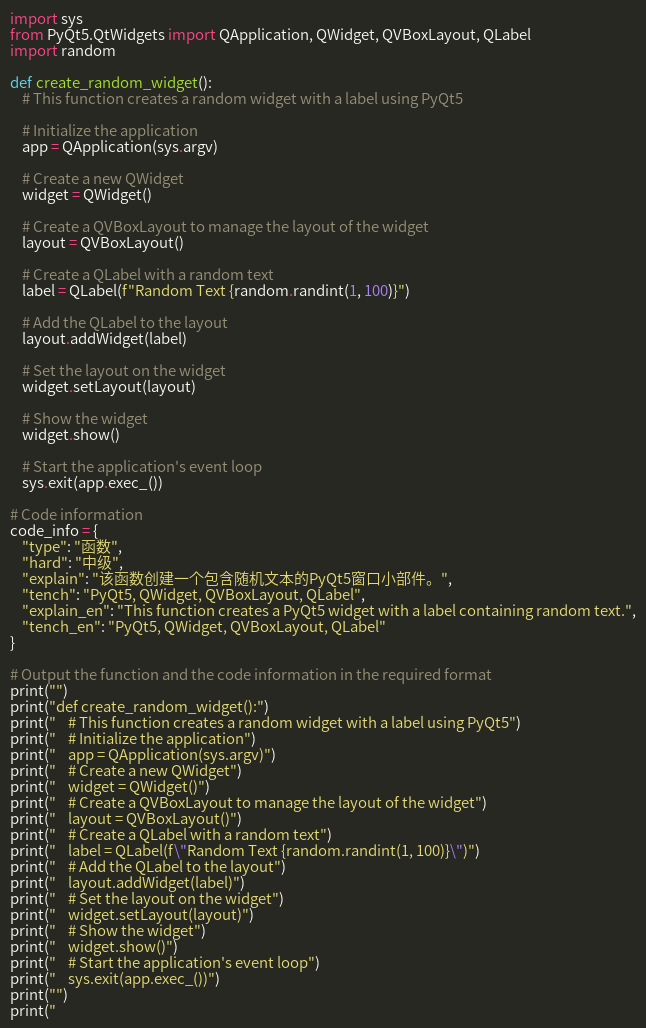 import sys
from PyQt5.QtWidgets import QApplication, QWidget, QVBoxLayout, QLabel
import random

def create_random_widget():
    # This function creates a random widget with a label using PyQt5

    # Initialize the application
    app = QApplication(sys.argv)

    # Create a new QWidget
    widget = QWidget()

    # Create a QVBoxLayout to manage the layout of the widget
    layout = QVBoxLayout()

    # Create a QLabel with a random text
    label = QLabel(f"Random Text {random.randint(1, 100)}")

    # Add the QLabel to the layout
    layout.addWidget(label)

    # Set the layout on the widget
    widget.setLayout(layout)

    # Show the widget
    widget.show()

    # Start the application's event loop
    sys.exit(app.exec_())

# Code information
code_info = {
    "type": "函数",
    "hard": "中级",
    "explain": "该函数创建一个包含随机文本的PyQt5窗口小部件。",
    "tench": "PyQt5, QWidget, QVBoxLayout, QLabel",
    "explain_en": "This function creates a PyQt5 widget with a label containing random text.",
    "tench_en": "PyQt5, QWidget, QVBoxLayout, QLabel"
}

# Output the function and the code information in the required format
print("")
print("def create_random_widget():")
print("    # This function creates a random widget with a label using PyQt5")
print("    # Initialize the application")
print("    app = QApplication(sys.argv)")
print("    # Create a new QWidget")
print("    widget = QWidget()")
print("    # Create a QVBoxLayout to manage the layout of the widget")
print("    layout = QVBoxLayout()")
print("    # Create a QLabel with a random text")
print("    label = QLabel(f\"Random Text {random.randint(1, 100)}\")")
print("    # Add the QLabel to the layout")
print("    layout.addWidget(label)")
print("    # Set the layout on the widget")
print("    widget.setLayout(layout)")
print("    # Show the widget")
print("    widget.show()")
print("    # Start the application's event loop")
print("    sys.exit(app.exec_())")
print("")
print("